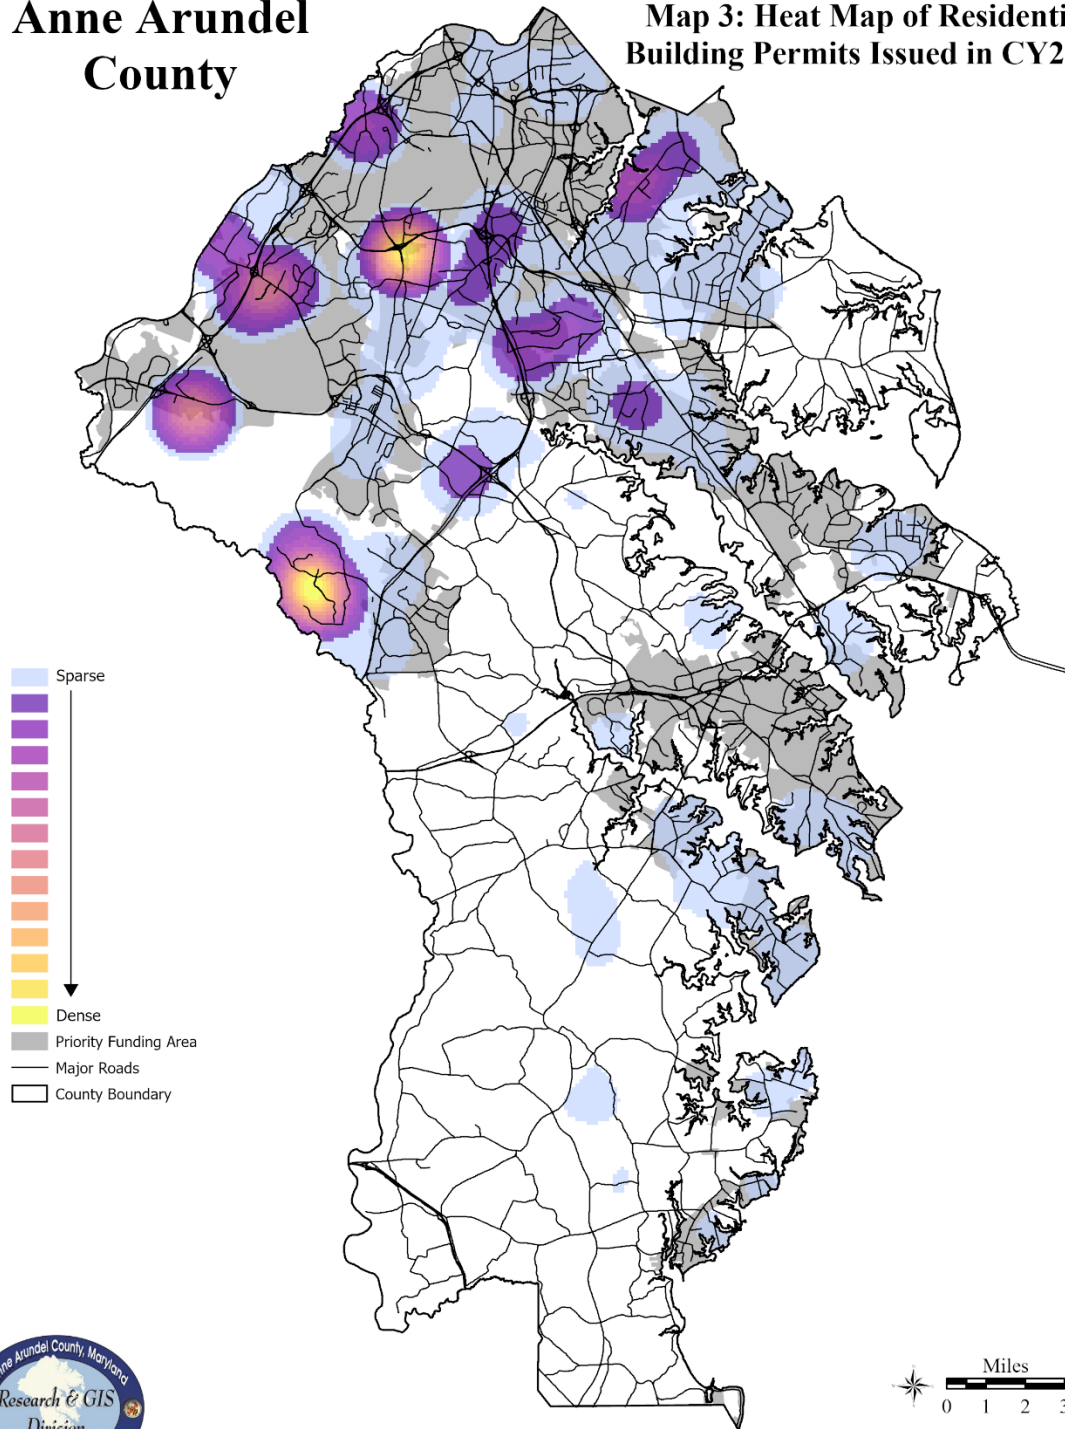 Anne Arundel
County
Map 3: Heat Map of Residenti
Building Permits Issued in CY2
Sparse
Dense
Priority Funding Area
Major Roads
County Boundary
ne Arundel County, Maryland
Research & GIS
Division
Miles
0 1 2 3